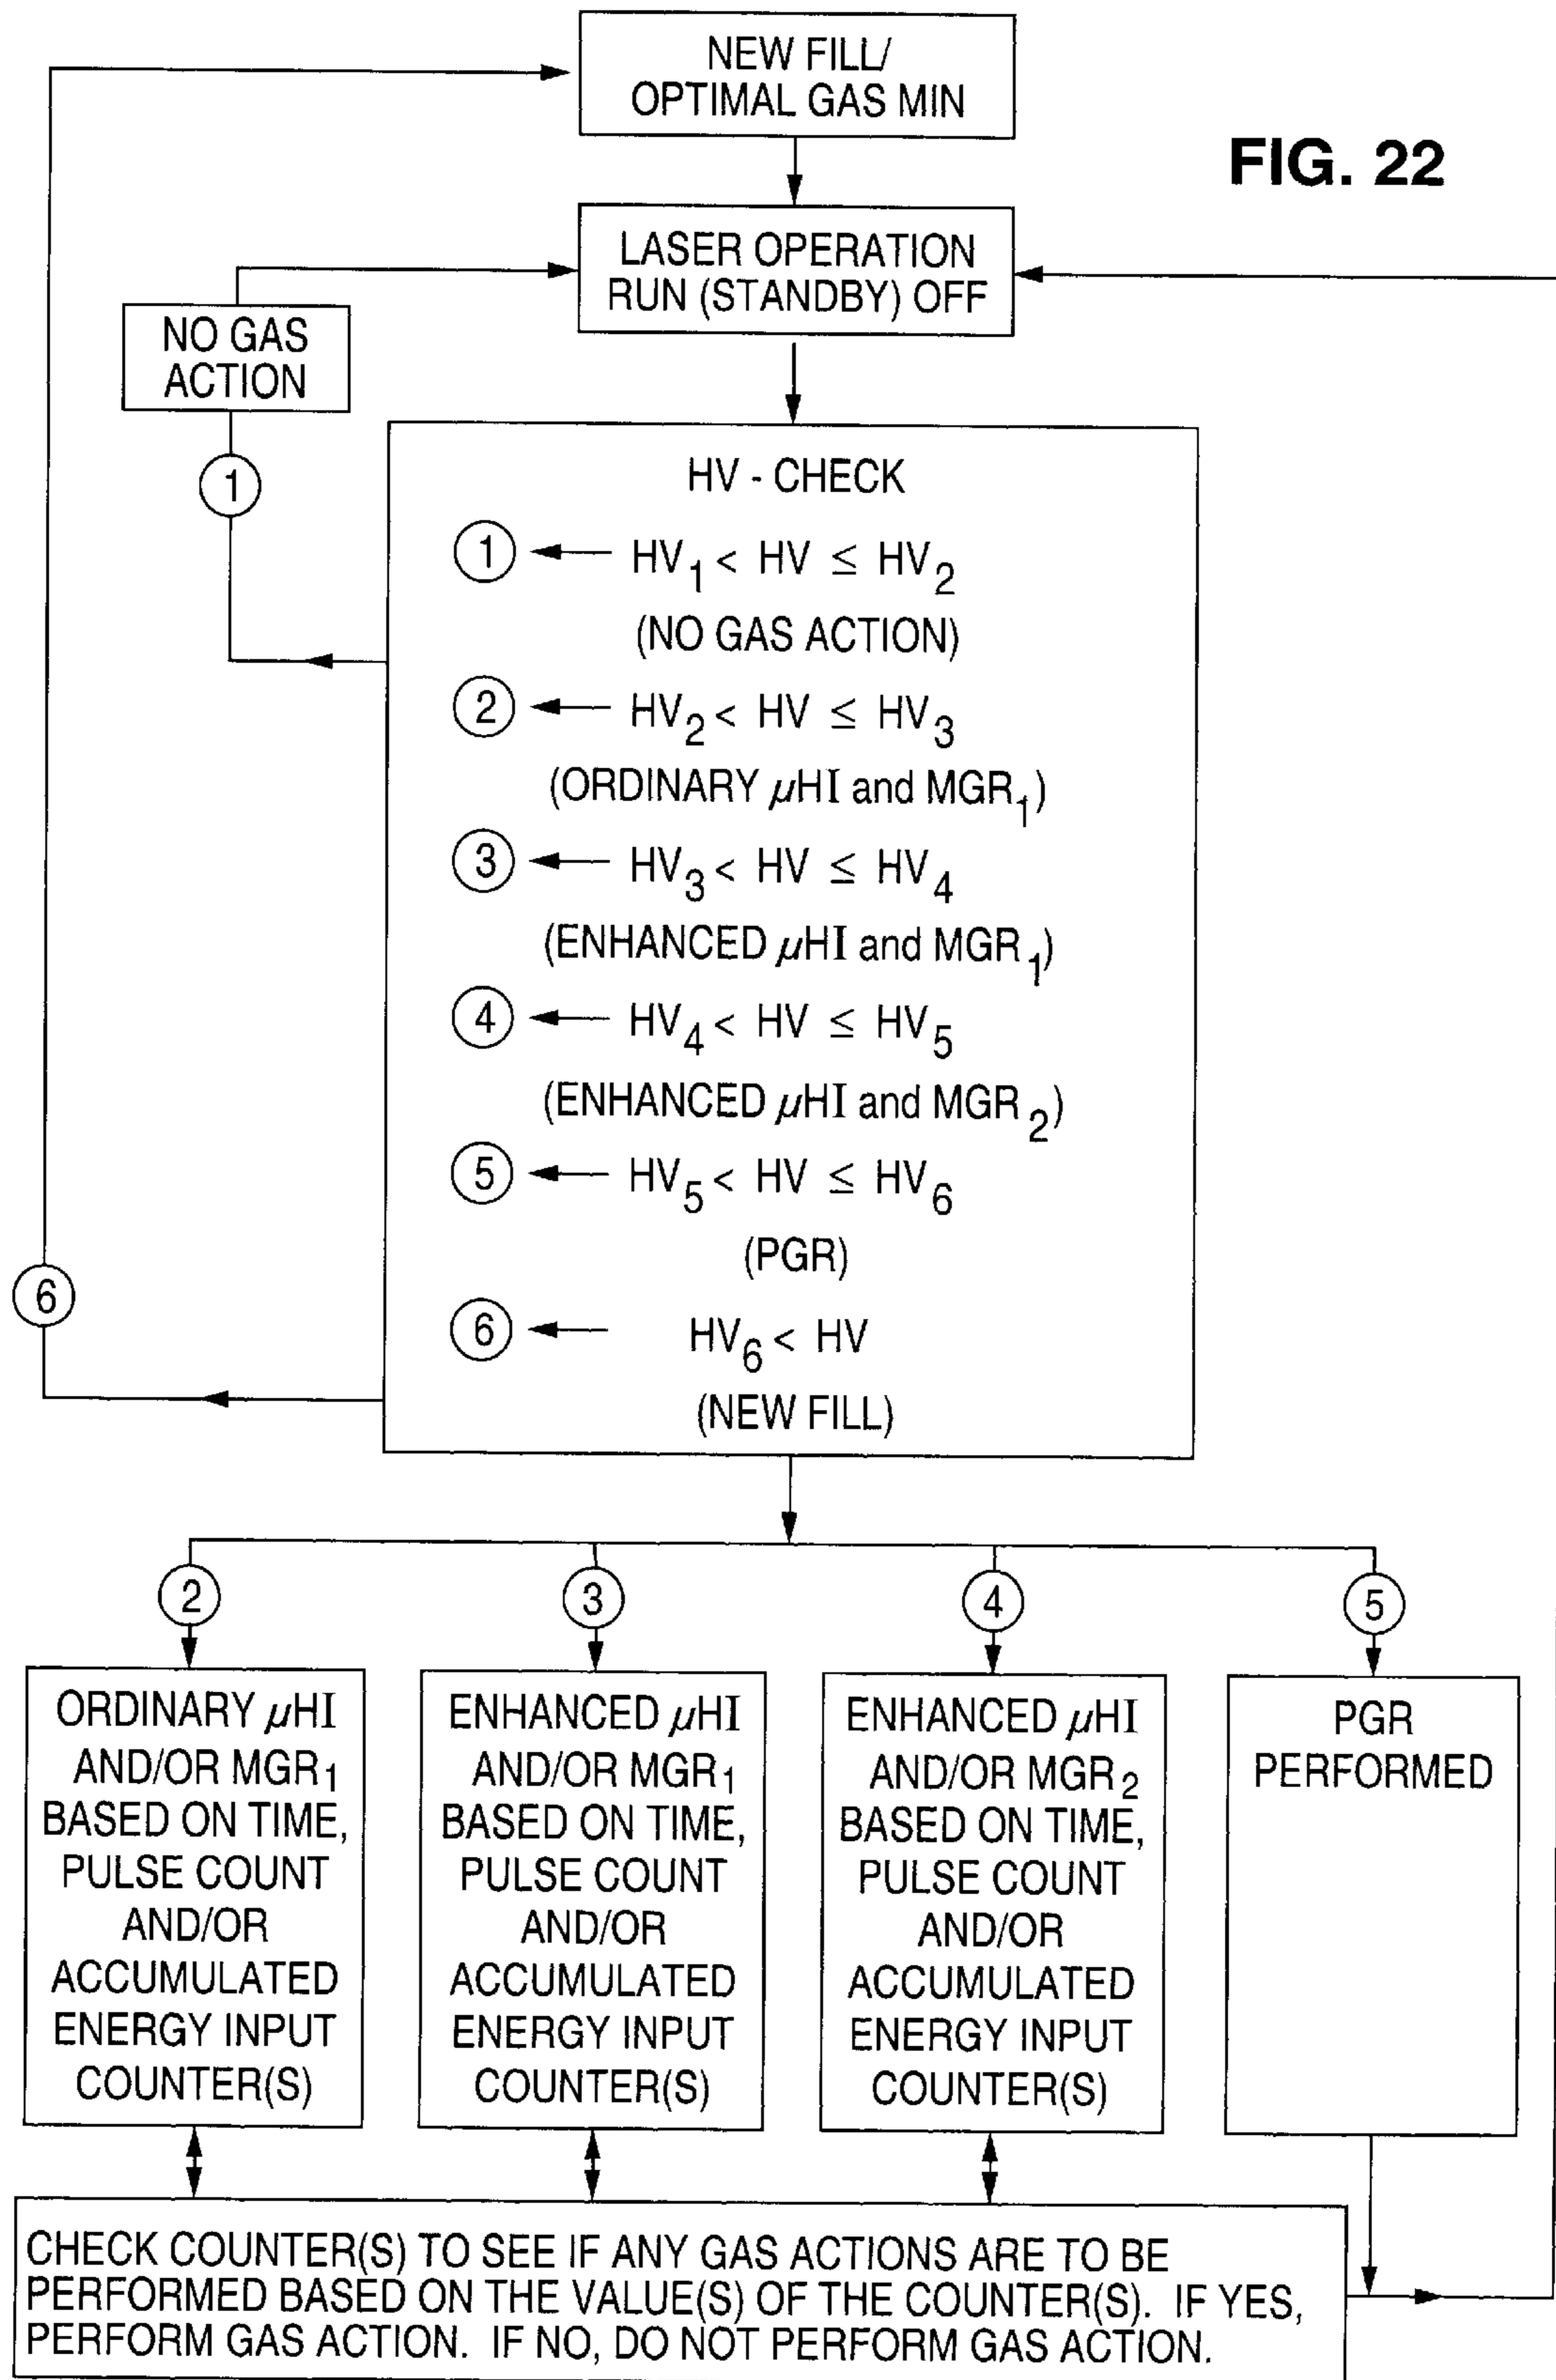 NEW FILL/
OPTIMAL GAS MIN
FIG. 22
LASER OPERATION
RUN (STANDBY) OFF
NO GAS
ACTION
1
HV - CHECK
1 HV1 < HV ≤ HV2
(NO GAS ACTION)
2 HV2 < HV ≤ HV3
(ORDINARY μHI and MGR1)
3 HV3 < HV ≤ HV4
(ENHANCED μHI and MGR1)
4 HV4 < HV ≤ HV5
(ENHANCED μHI and MGR2)
5 HV5 < HV ≤ HV6
(PGR)
6 HV6 < HV
(NEW FILL)
6
2
3
4
5
ORDINARY μHI
AND/OR MGR1
BASED ON TIME,
PULSE COUNT
AND/OR
ACCUMULATED
ENERGY INPUT
COUNTER(S)
ENHANCED μHI
AND/OR MGR1
BASED ON TIME,
PULSE COUNT
AND/OR
ACCUMULATED
ENERGY INPUT
COUNTER(S)
ENHANCED μHI
AND/OR MGR2
BASED ON TIME,
PULSE COUNT
AND/OR
ACCUMULATED
ENERGY INPUT
COUNTER(S)
PGR
PERFORMED
CHECK COUNTER(S) TO SEE IF ANY GAS ACTIONS ARE TO BE
PERFORMED BASED ON THE VALUE(S) OF THE COUNTER(S). IF YES,
PERFORM GAS ACTION. IF NO, DO NOT PERFORM GAS ACTION.